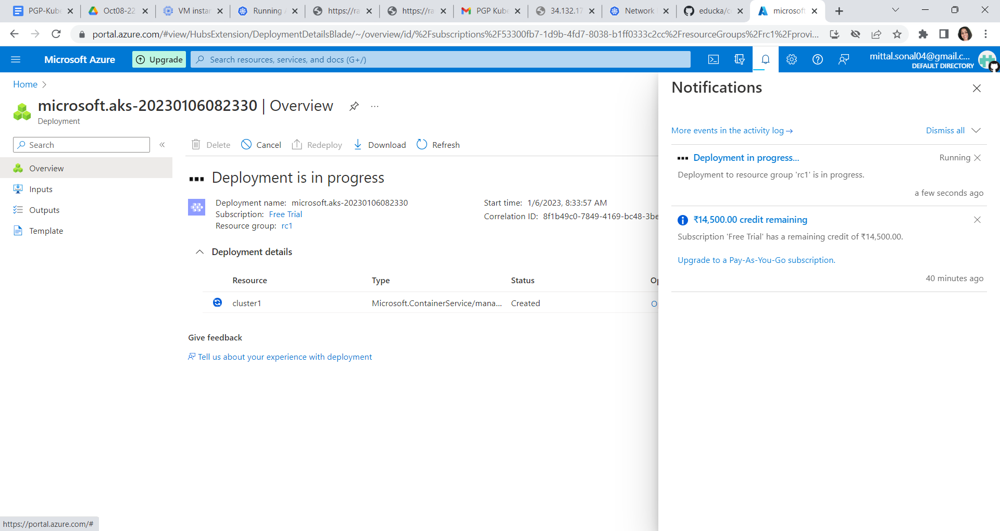 PGP-Kube
Oct08-22
VM instan
Running A
https://ra
https://ra
PGP Kube
34.132.17
Network
educka/co
microsoft
portal.azure.com/#view/HubsExtension/DeploymentDetailsBlade/~/overview/id/%2Fsubscriptions%2F53300fb7-1d9b-4fd7-8038-b1ff0333c2cc%2FresourceGroups%2Frc1%2Fprovi...
Microsoft Azure
Upgrade
Search resources, services, and docs (G+/)
mittal.sonal04@gmail.c...
DEFAULT DIRECTORY
Home
microsoft.aks-20230106082330 | Overview
Deployment
Search
«
Overview
Inputs
Outputs
Template
Delete
Cancel
Redeploy
Download
Refresh
Deployment is in progress
Deployment name: microsoft.aks-20230106082330
Subscription: Free Trial
Resource group: rc1
Start time: 1/6/2023, 8:33:57 AM
Correlation ID: 8f1b49c0-7849-4169-bc48-3be
Deployment details
Resource Type Status Op
cluster1 Microsoft.ContainerService/mana... Created Op
Give feedback
Tell us about your experience with deployment
Notifications
More events in the activity log →
Dismiss all
Deployment in progress...
Running
Deployment to resource group 'rc1' is in progress.
a few seconds ago
₹14,500.00 credit remaining
Subscription 'Free Trial' has a remaining credit of ₹14,500.00.
Upgrade to a Pay-As-You-Go subscription.
40 minutes ago
https://portal.azure.com/#